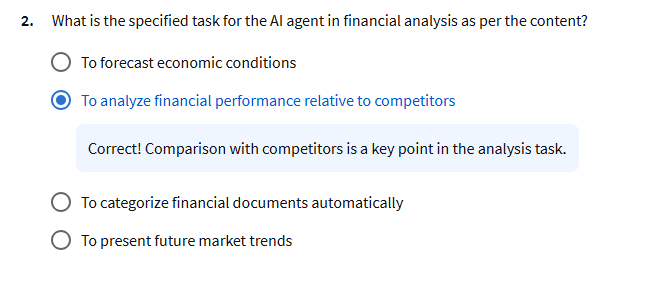 2. What is the specified task for the AI agent in financial analysis as per the content?
To forecast economic conditions
To analyze financial performance relative to competitors
Correct! Comparison with competitors is a key point in the analysis task.
To categorize financial documents automatically
To present future market trends